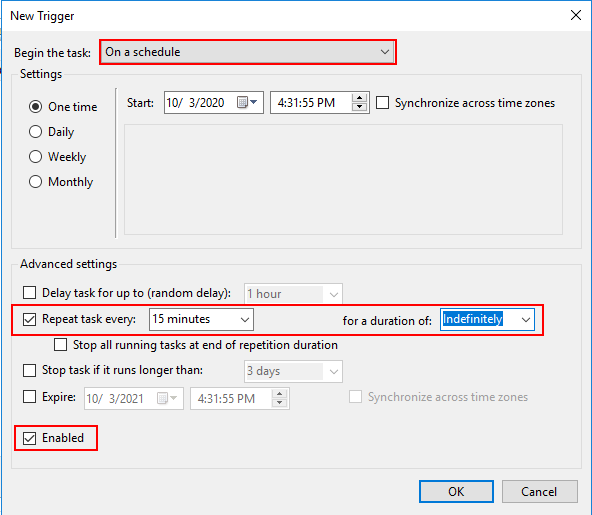 New Trigger
Begin the task: On a schedule
Settings
One time
Start: 10/ 3/2020 4:31:55 PM Synchronize across time zones
Daily
Weekly
Monthly
Advanced settings
Delay task for up to (random delay): 1 hour
Repeat task every: 15 minutes for a duration of: Indefinitely
Stop all running tasks at end of repetition duration
Stop task if it runs longer than: 3 days
Expire: 10/ 3/2021 4:31:55 PM Synchronize across time zones
Enabled
OK Cancel